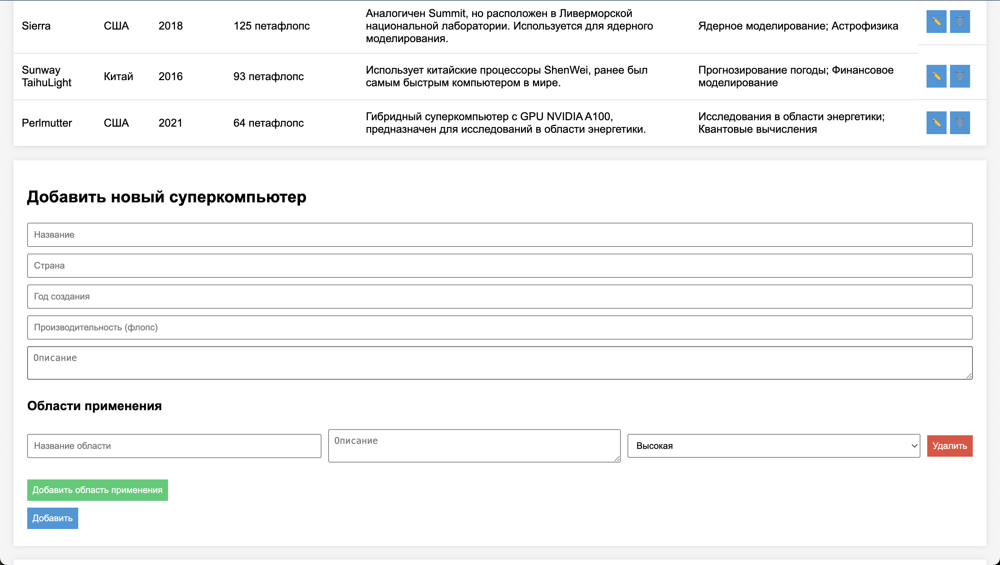 Sierra США 2018 125 петафлопс Аналогичен Summit, но расположен в Ливерморской национальной лаборатории. Используется для ядерного моделирования. Ядерное моделирование; Астрофизика
Sunway TaihuLight Китай 2016 93 петафлопс Использует китайские процессоры ShenWei, ранее был самым быстрым компьютером в мире. Прогнозирование погоды; Финансовое моделирование
Perlmutter США 2021 64 петафлопс Гибридный суперкомпьютер с GPU NVIDIA A100, предназначен для исследований в области энергетики. Исследования в области энергетики; Квантовые вычисления
Добавить новый суперкомпьютер
Название
Страна
Год создания
Производительность (флопс)
Описание
Области применения
Название области Описание Высокая Удалить
Добавить область применения
Добавить